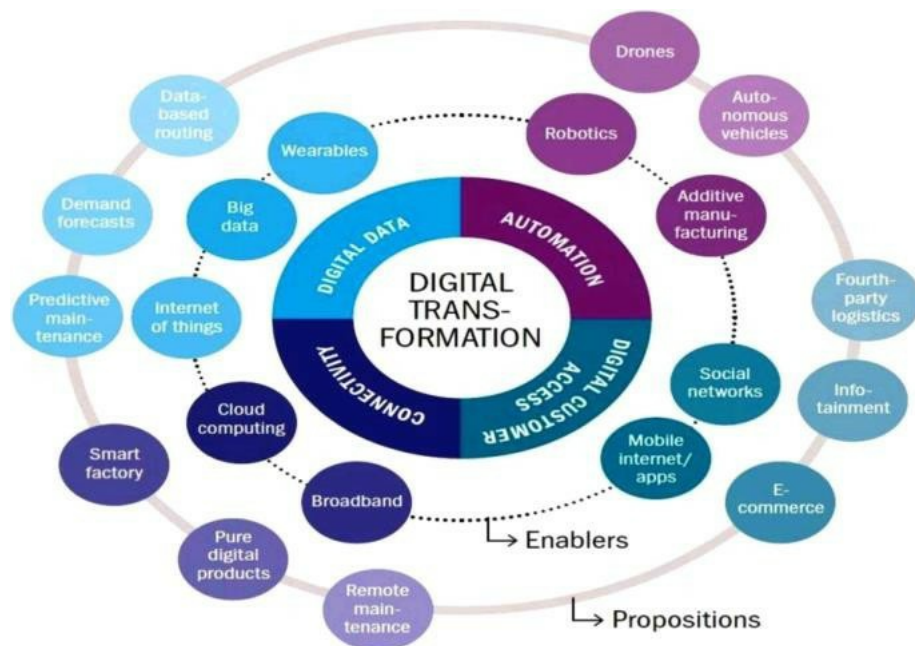 DIGITAL
TRANS-
FORMATION
DIGITAL DATA
AUTOMATION
DIGITAL CUSTOMER
ACCESS
CONNECTIVITY
Wearables
Big
data
Internet
of things
Cloud
computing
Broadband
Mobile
internet/
apps
Social
networks
Additive
manu-
facturing
Robotics
Enablers
Drones
Auto-
nomous
vehicles
Fourth-
party
logistics
Info-
tainment
E-
commerce
Propositions
Remote
main-
tenance
Pure
digital
products
Smart
factory
Predictive
main-
tenance
Demand
forecasts
Data-
based
routing